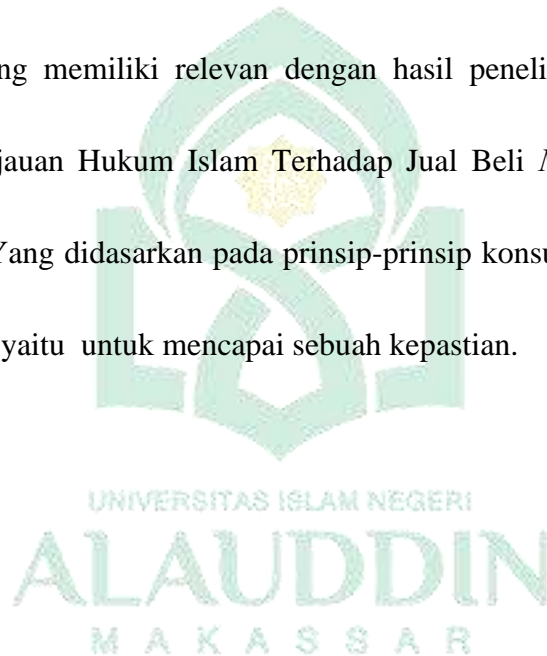 ng memiliki relevan dengan hasil peneli
jauan Hukum Islam Terhadap Jual Beli
Yang didasarkan pada prinsip-prinsip konsu
yaitu untuk mencapai sebuah kepastian.
UNIVERSITAS ISLAM NEGERI
ALAUDDIN
MAKASSAR